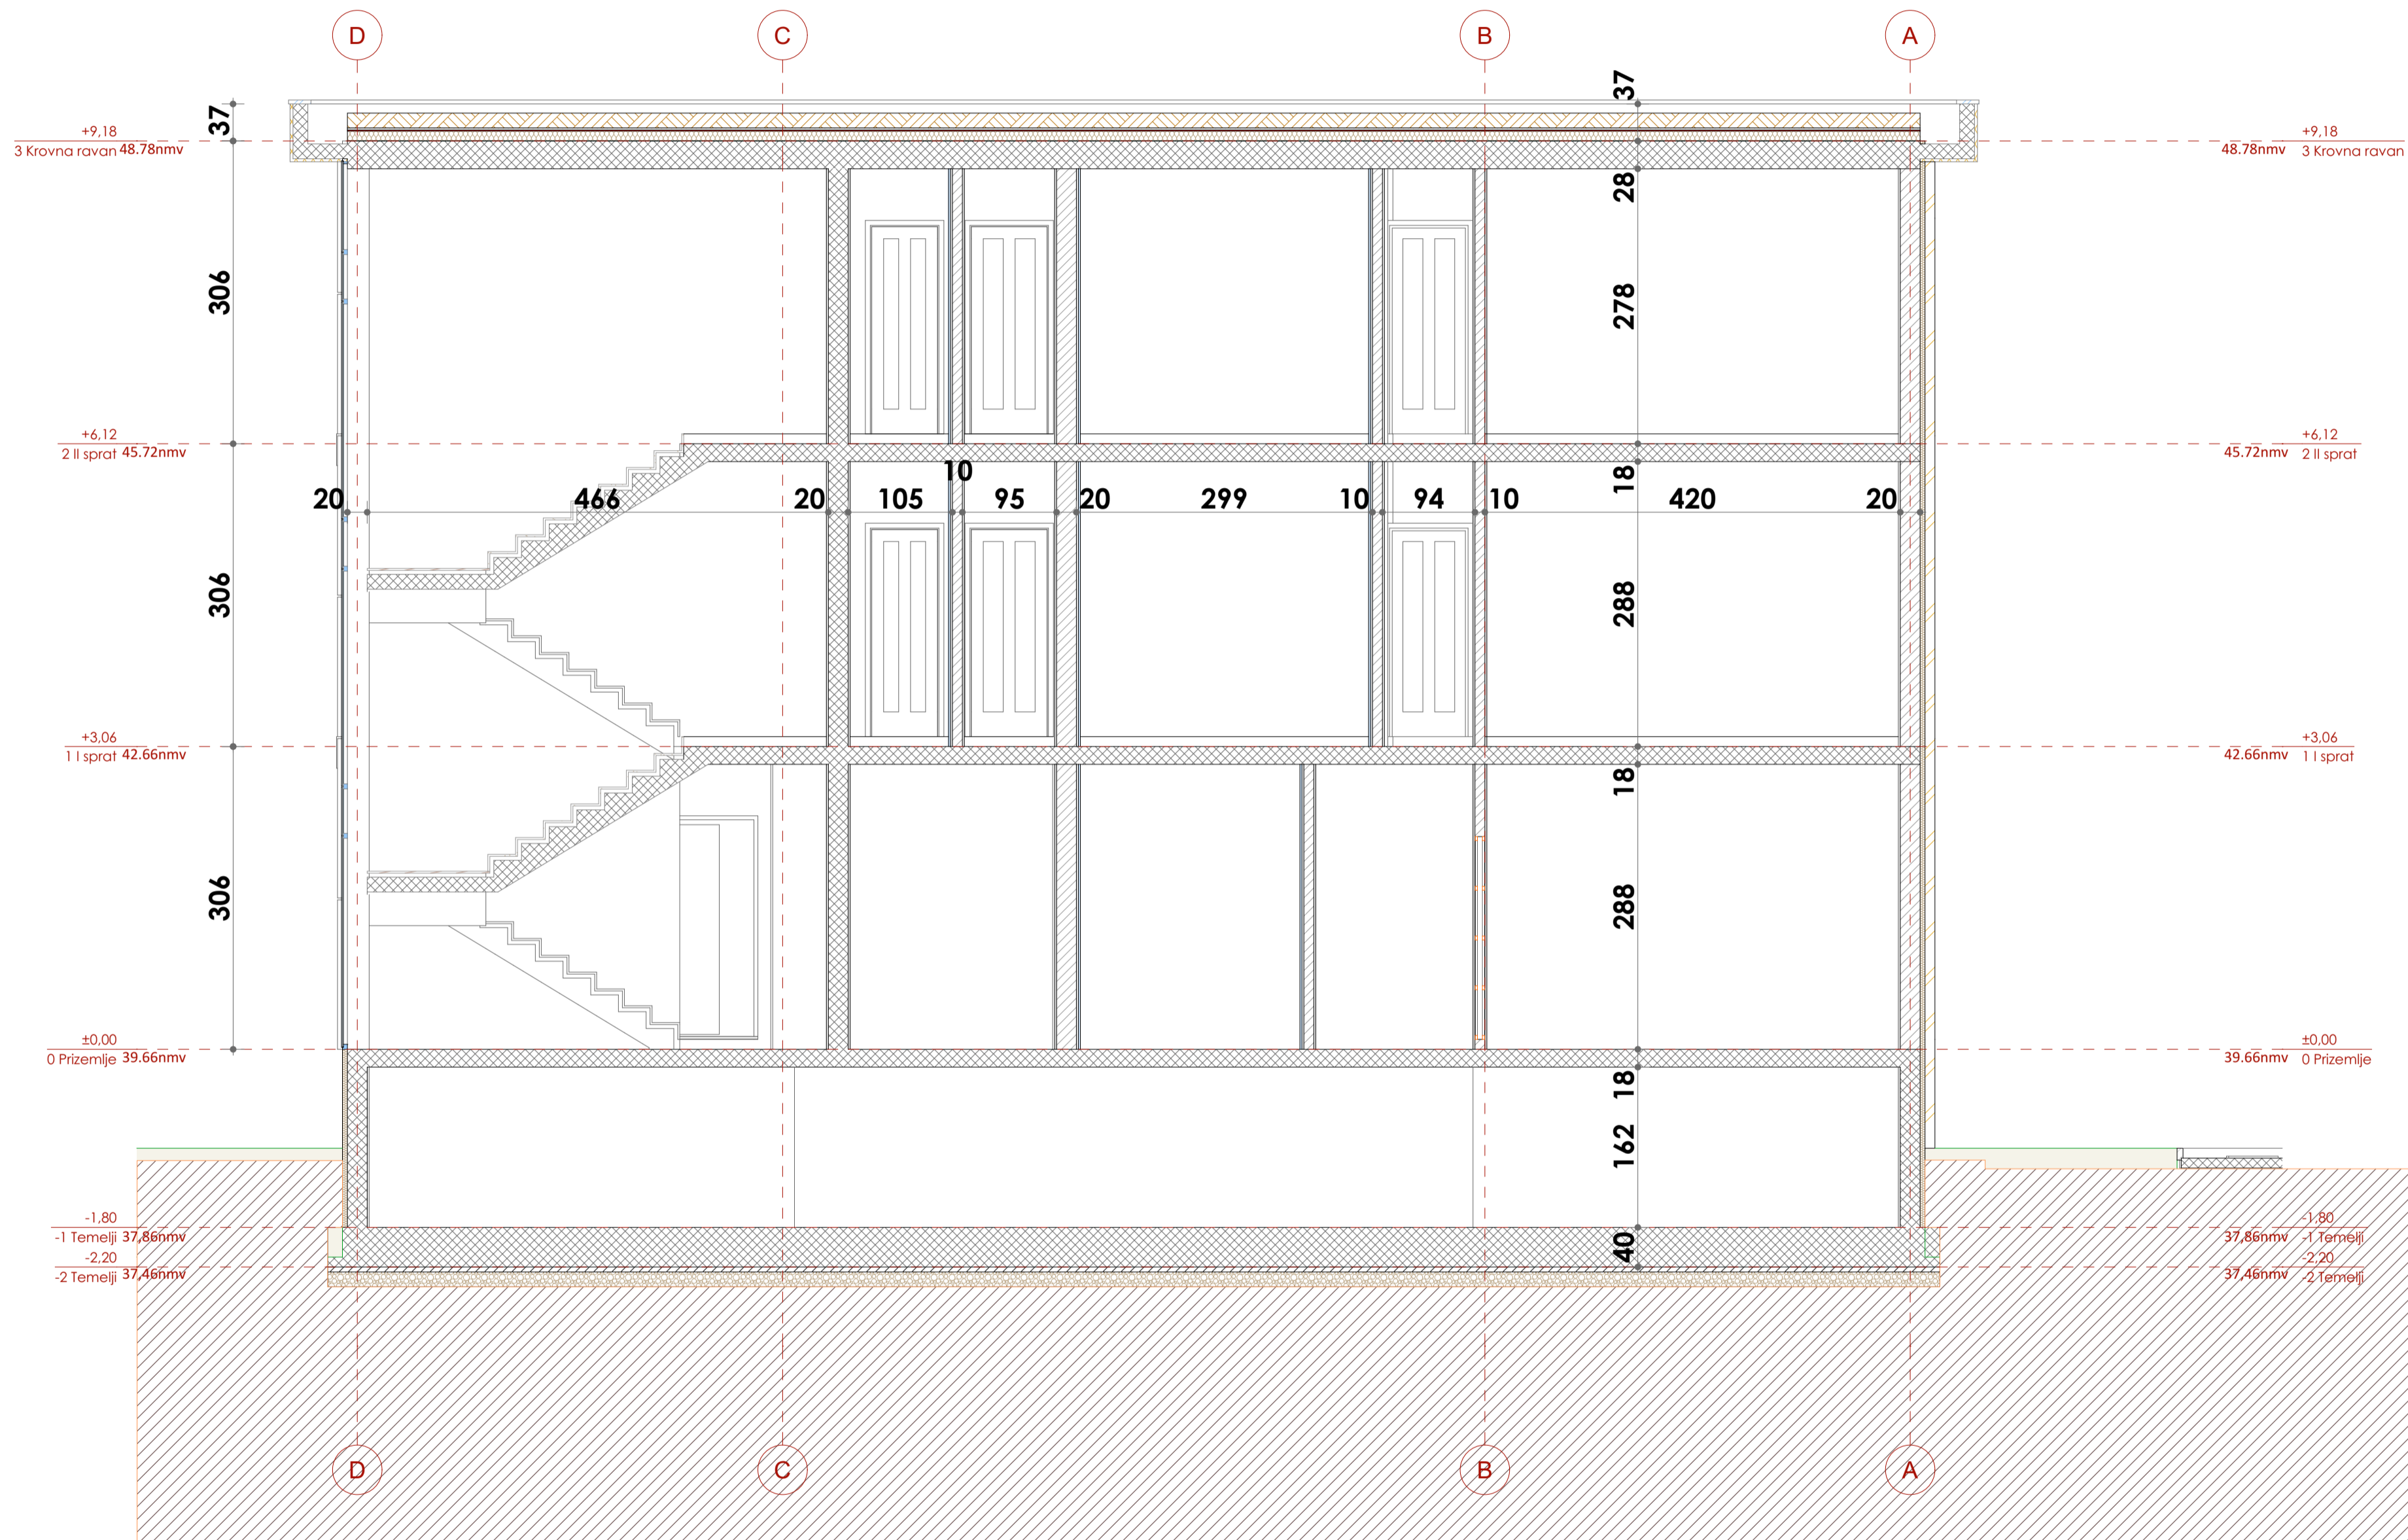 D C B A
37 37
+9,18 +9,18
3 Krovna ravan 48.78nmv 48.78nmv 3 Krovna ravan
28
306 278
+6,12 +6,12
2 II sprat 45.72nmv 45.72nmv 2 II sprat
10 18
20 466 20 105 95 20 299 10 94 10 420 20
306 288
+3,06 +3,06
1 I sprat 42.66nmv 42.66nmv 1 I sprat
18
306 288
±0,00 ±0,00
0 Prizemlje 39.66nmv 39.66nmv 0 Prizemlje
18
162
-1,80 -1,80
-1 Temelji 37,86nmv 37,86nmv -1 Temelji
40
-2,20 -2,20
-2 Temelji 37,46nmv 37,46nmv -2 Temelji
D C B A